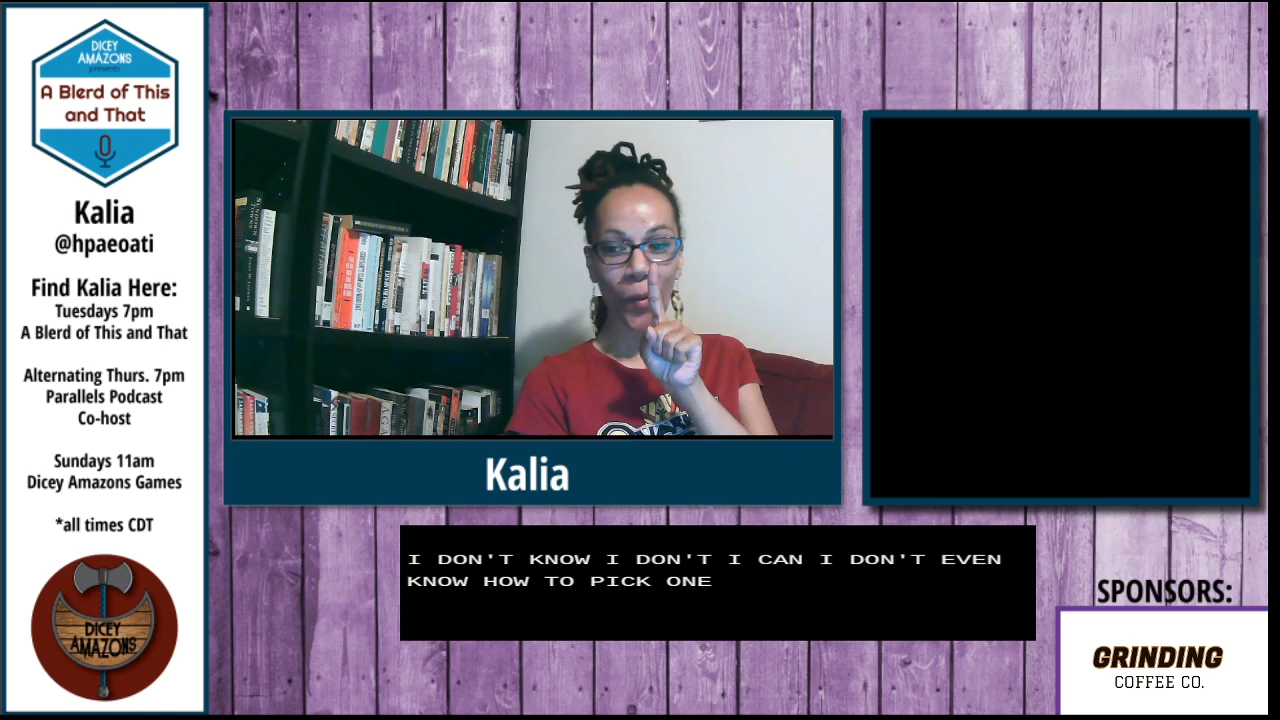 DICEY
AMAZONS
presents
A Blerd of This
and That
Kalia
@hpaeoati
Find Kalia Here:
Tuesdays 7pm
A Blerd of This and That
Alternating Thurs. 7pm
Parallels Podcast
Co-host
Sundays 11am
Dicey Amazons Games
*all times CDT
DICEY
AMAZONS
Kalia
I DON'T KNOW I DON'T I CAN I DON'T EVEN
KNOW HOW TO PICK ONE
SPONSORS:
GRINDING
COFFEE CO.